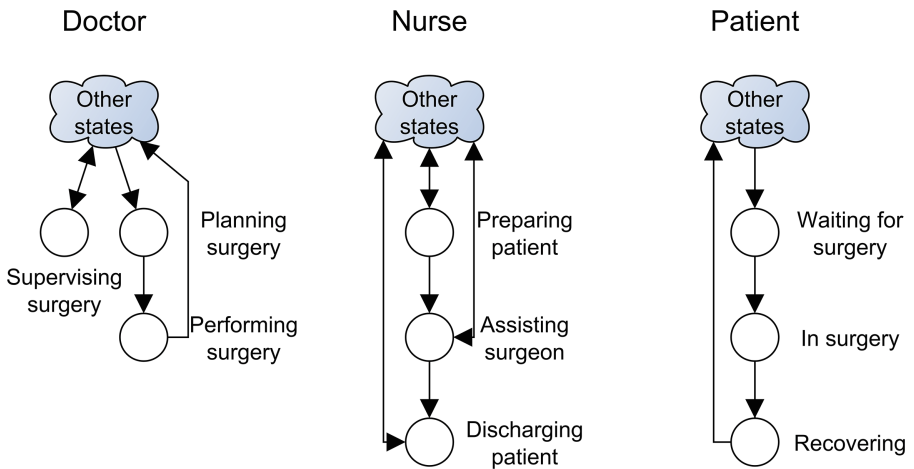 Doctor
Nurse
Patient
Other
states
Other
states
Other
states
Planning
surgery
Supervising
surgery
Performing
surgery
Preparing
patient
Assisting
surgeon
Discharging
patient
Waiting for
surgery
In surgery
Recovering